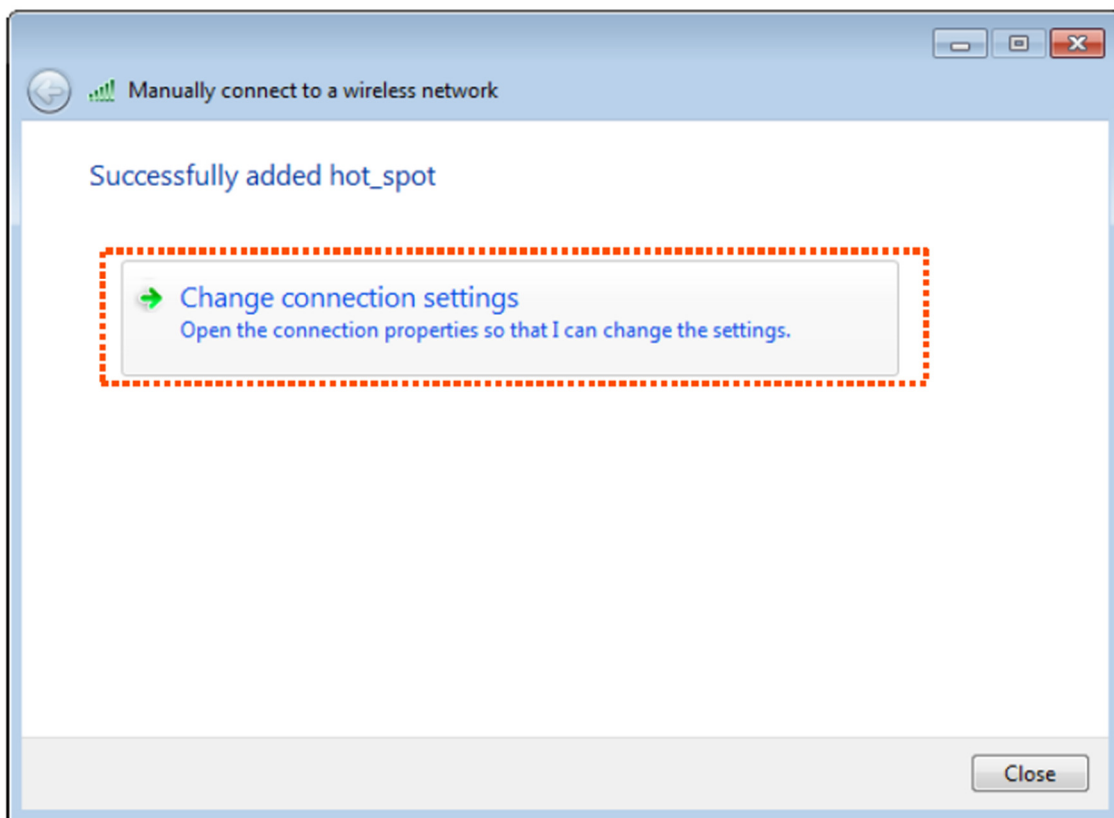 Manually connect to a wireless network
Successfully added hot_spot
Change connection settings
Open the connection properties so that I can change the settings.
Close